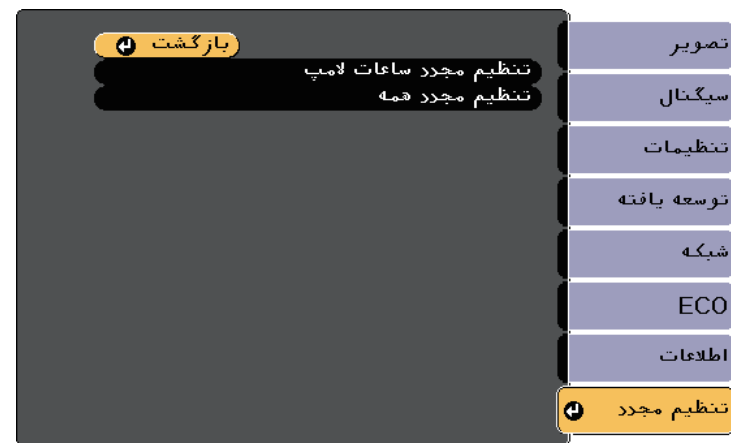 بازگشت
تنظیم مجدد ساعات لامپ
تنظیم مجدد همه
تصویر
سیگنال
تنظیمات
توسعه یافته
شبکه
ECO
اطلاعات
تنظیم مجدد